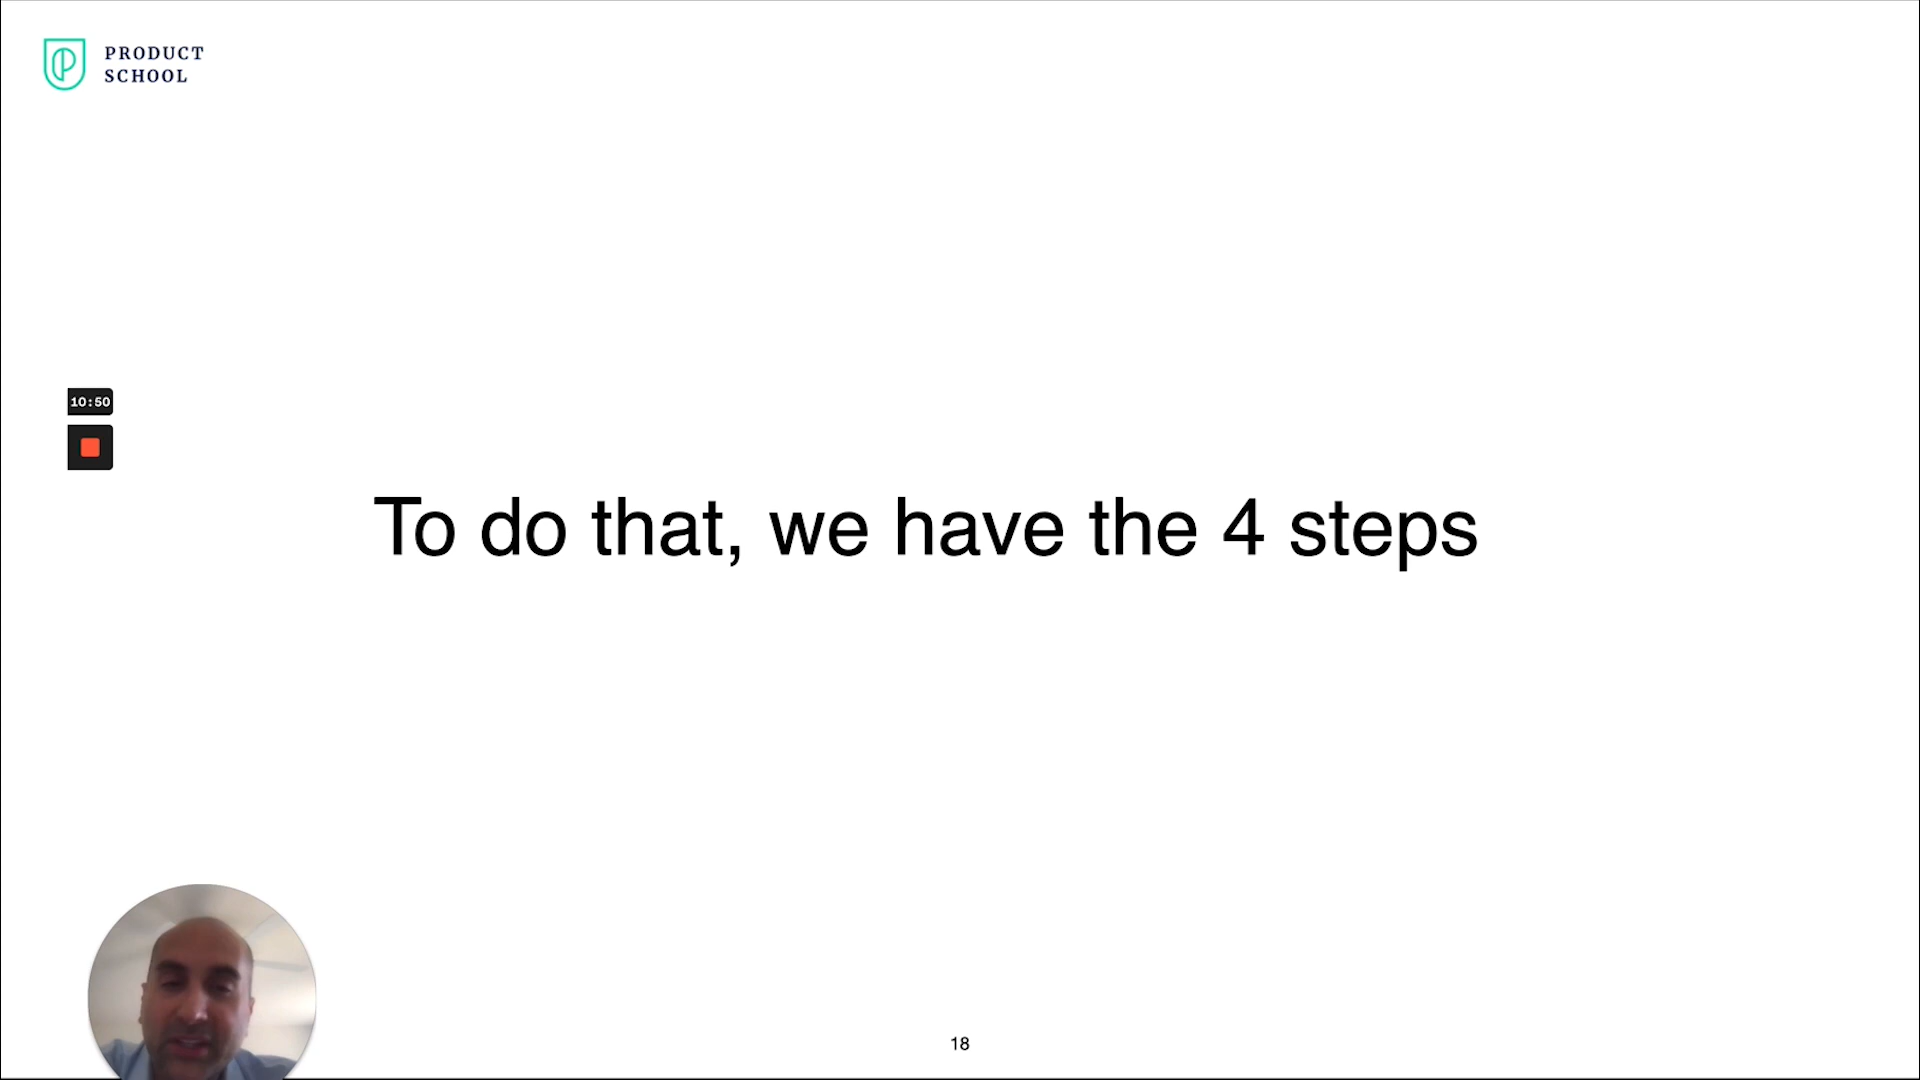 PRODUCT
SCHOOL
10:50
To do that, we have the 4 steps
18